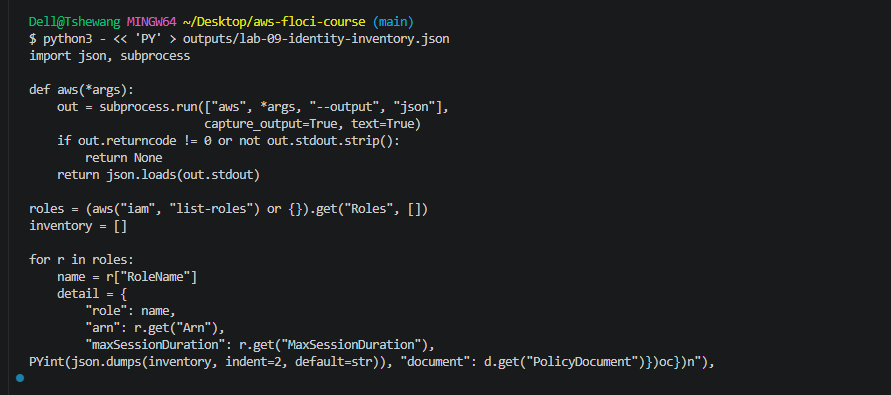 Dell@Tshewang MINGW64 ~/Desktop/aws-floci-course (main)
$ python3 - << 'PY' > outputs/lab-09-identity-inventory.json
import json, subprocess

def aws(*args):
    out = subprocess.run(["aws", *args, "--output", "json"],
                         capture_output=True, text=True)
    if out.returncode != 0 or not out.stdout.strip():
        return None
    return json.loads(out.stdout)

roles = (aws("iam", "list-roles") or {}).get("Roles", [])
inventory = []

for r in roles:
    name = r["RoleName"]
    detail = {
        "role": name,
        "arn": r.get("Arn"),
        "maxSessionDuration": r.get("MaxSessionDuration"),
PYint(json.dumps(inventory, indent=2, default=str)), "document": d.get("PolicyDocument")})oc})n"),